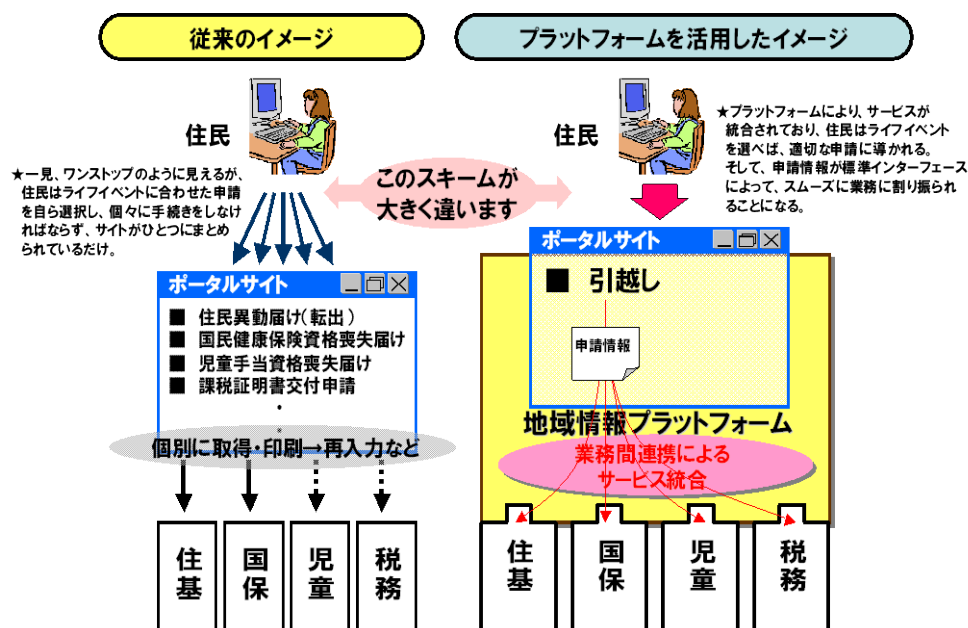 従来のイメージ
住民
★一見、ワンストップのように見えるが、
住民はライフイベントに合わせた申請
を自ら選択し、個々に手続きをしなけ
ればならず、サイトがひとつにまとめ
られているだけ。
ポータルサイト
■ 住民異動届け（転出）
■ 国民健康保険資格喪失届け
■ 児童手当資格喪失届け
■ 課税証明書交付申請
・
・
個別に取得・印刷→再入力など
住基
国保
児童
税務
このスキームが
大きく違います
プラットフォームを活用したイメージ
住民
★プラットフォームにより、サービスが
統合されており、住民はライフイベント
を選べば、適切な申請に導かれる。
そして、申請情報が標準インターフェース
によって、スムーズに業務に割り振られ
ることになる。
ポータルサイト
■ 引越し
申請情報
地域情報プラットフォーム
業務間連携による
サービス統合
住基
国保
児童
税務